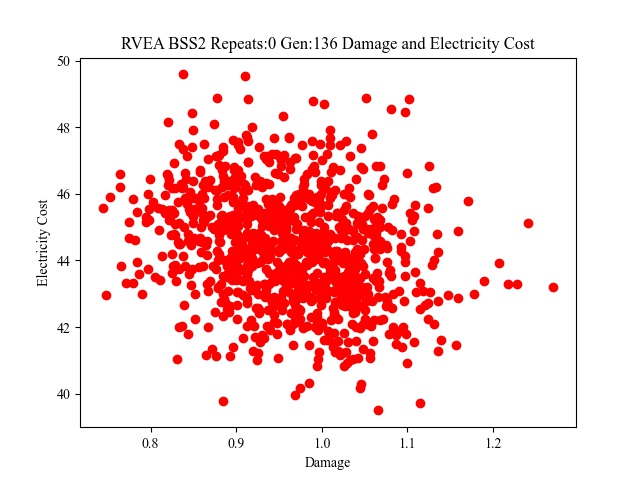 RVEA BSS2 Repeats:0 Gen:136 Damage and Electricity Cost
50
48
46
44
42
40
Electricity Cost
0.8 0.9 1.0 1.1 1.2
Damage